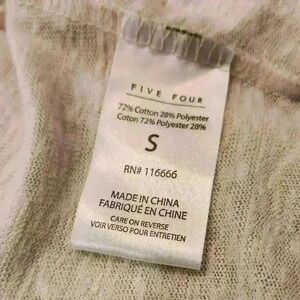 FIVE FOUR
72% Cotton 28% Polyester
Coton 72% Polyester 28%
S
RN# 116666
MADE IN CHINA
FABRIQUÉ EN CHINE
CARE ON REVERSE
VOIR VERSO POUR ENTRETIEN